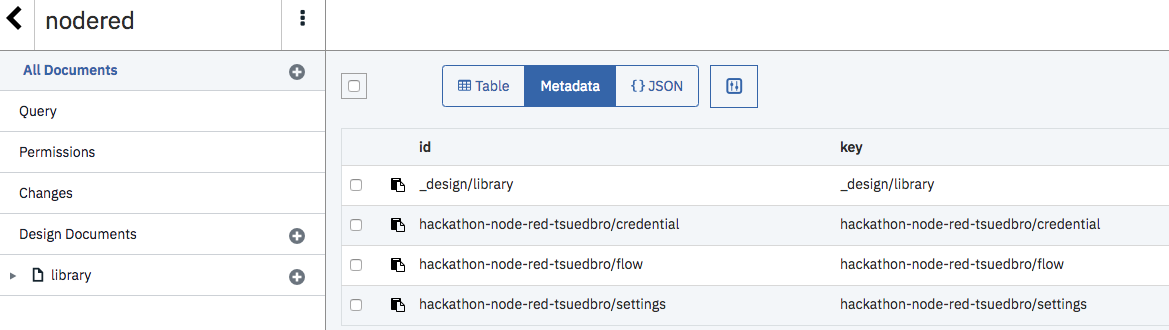 nodered
All Documents
Query
Permissions
Changes
Design Documents
library
Table Metadata {} JSON
id key
_design/library _design/library
hackathon-node-red-tsuedbro/credential hackathon-node-red-tsuedbro/credential
hackathon-node-red-tsuedbro/flow hackathon-node-red-tsuedbro/flow
hackathon-node-red-tsuedbro/settings hackathon-node-red-tsuedbro/settings